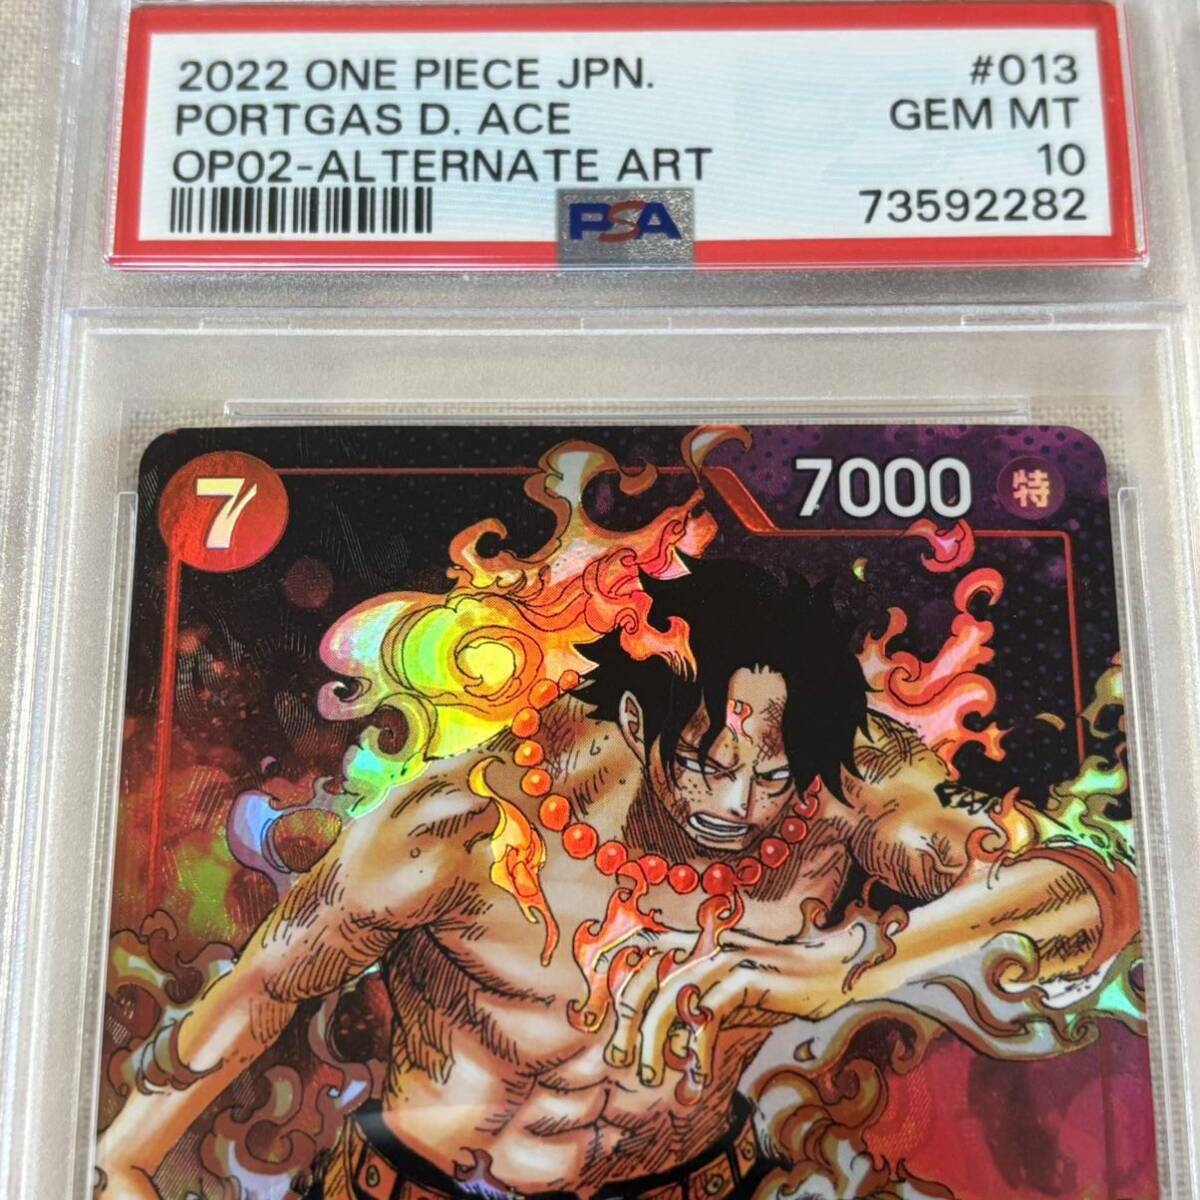 2022 ONE PIECE JPN. #013
PORTGAS D. ACE GEM MT
OP02-ALTERNATE ART 10
PSA 73592282
7 7000 特